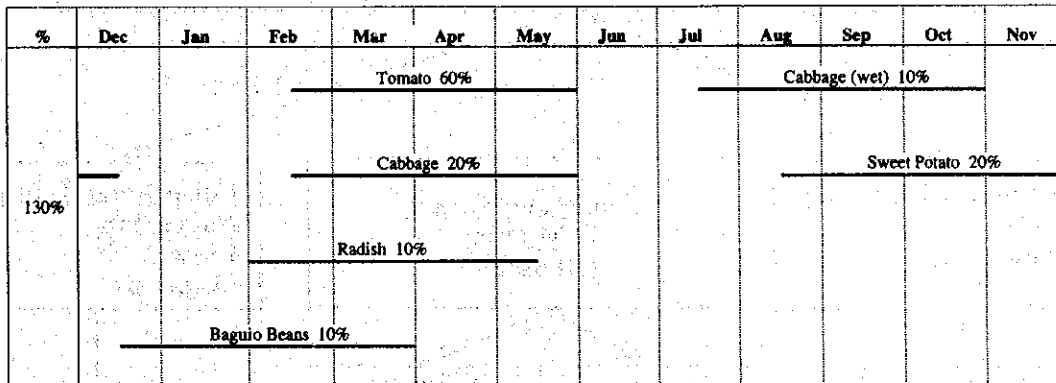 % Dec Jan Feb Mar Apr May Jun Jul Aug Sep Oct Nov
Tomato 60% Cabbage (wet) 10%
Cabbage 20% Sweet Potato 20%
130%
Radish 10%
Baguio Beans 10%